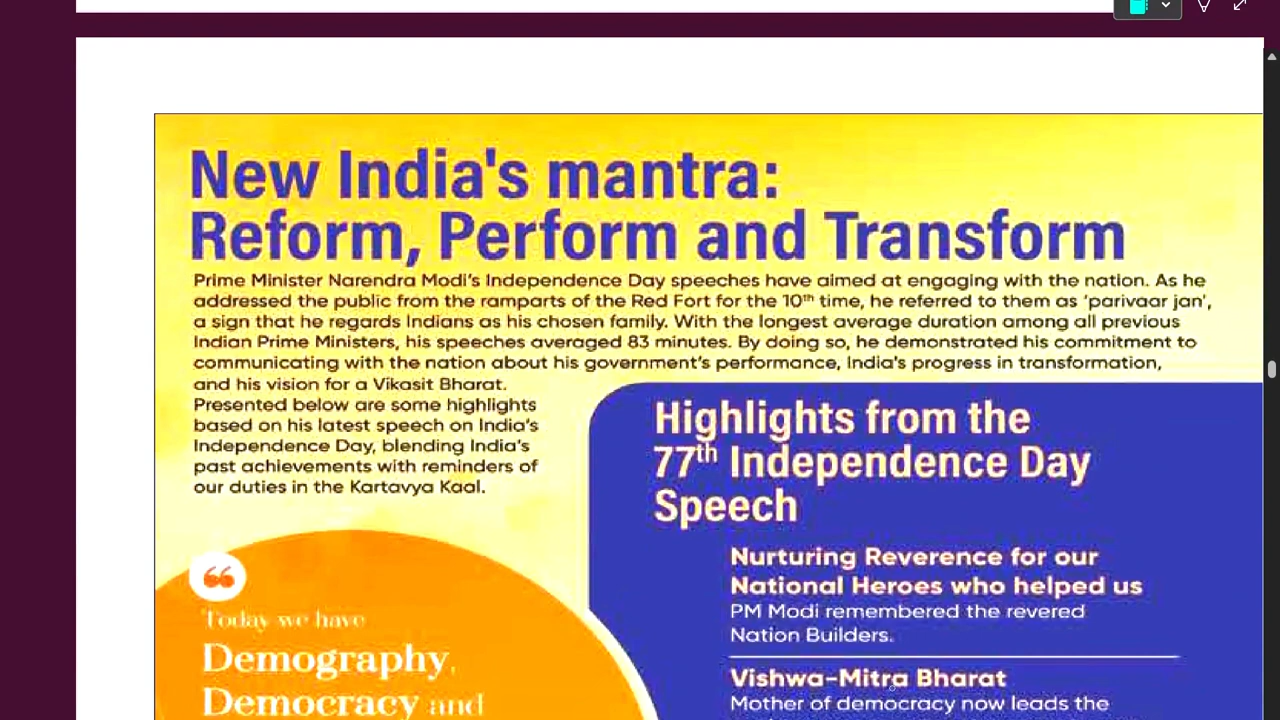 New India's mantra:
Reform, Perform and Transform
Prime Minister Narendra Modi's Independence Day speeches have aimed at engaging with the nation. As he
addressed the public from the ramparts of the Red Fort for the 10th time, he referred to them as 'parivaar jan',
a sign that he regards Indians as his chosen family. With the longest average duration among all previous
Indian Prime Ministers, his speeches averaged 83 minutes. By doing so, he demonstrated his commitment to
communicating with the nation about his government's performance, India's progress in transformation,
and his vision for a Vikasit Bharat.
Presented below are some highlights
based on his latest speech on India's
Independence Day, blending India's
past achievements with reminders of
our duties in the Kartavya Kaal.
Highlights from the
77th Independence Day
Speech
Nurturing Reverence for our
National Heroes who helped us
PM Modi remembered the revered
Nation Builders.
Vishwa-Mitra Bharat
Mother of democracy now leads the
Today we have
Demography,
Democracy and